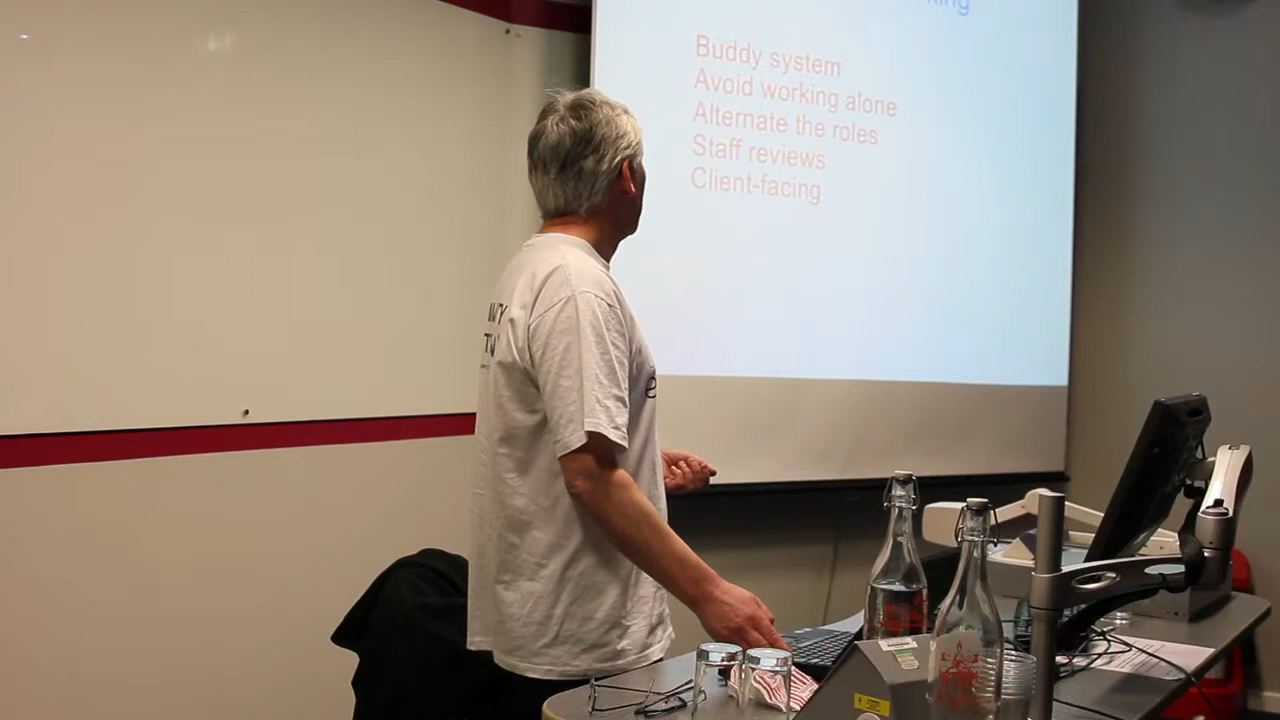 Buddy system
Avoid working alone
Alternate the roles
Staff reviews
Client-facing